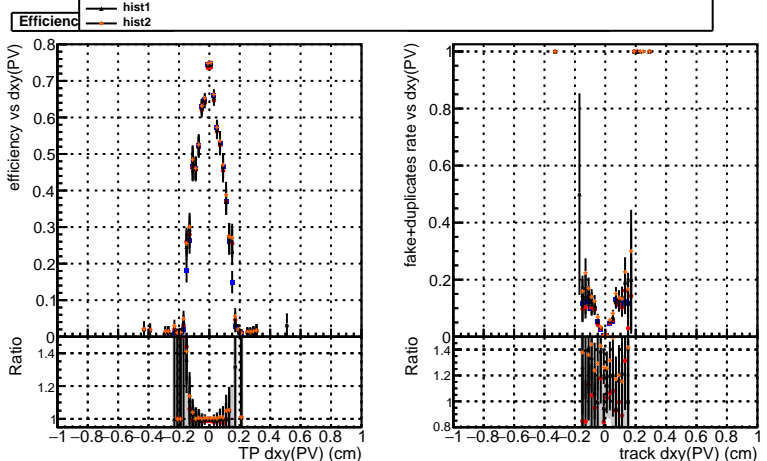 Efficienc
hist1
hist2
efficiency vs dxy(PV)
0.8
0.7
0.6
0.5
0.4
0.3
0.2
0.1
0
Ratio
1.4
1.2
1
−1 −0.8 −0.6 −0.4 −0.2 0 0.2 0.4 0.6 0.8 1
TP dxy(PV) (cm)
fake+duplicates rate vs dxy(PV)
1
0.8
0.6
0.4
0.2
0
Ratio
1.4
1.2
1
0.8
−1 −0.8 −0.6 −0.4 −0.2 0 0.2 0.4 0.6 0.8 1
track dxy(PV) (cm)